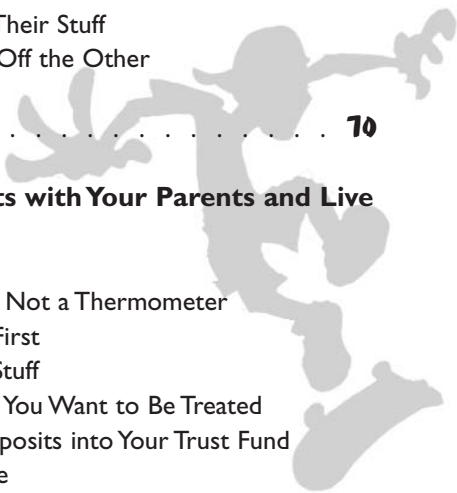 Their Stuff
Off the Other
. . . . . . . . . . . . . . 70
ts with Your Parents and Live
Not a Thermometer
First
Stuff
You Want to Be Treated
posits into Your Trust Fund
e